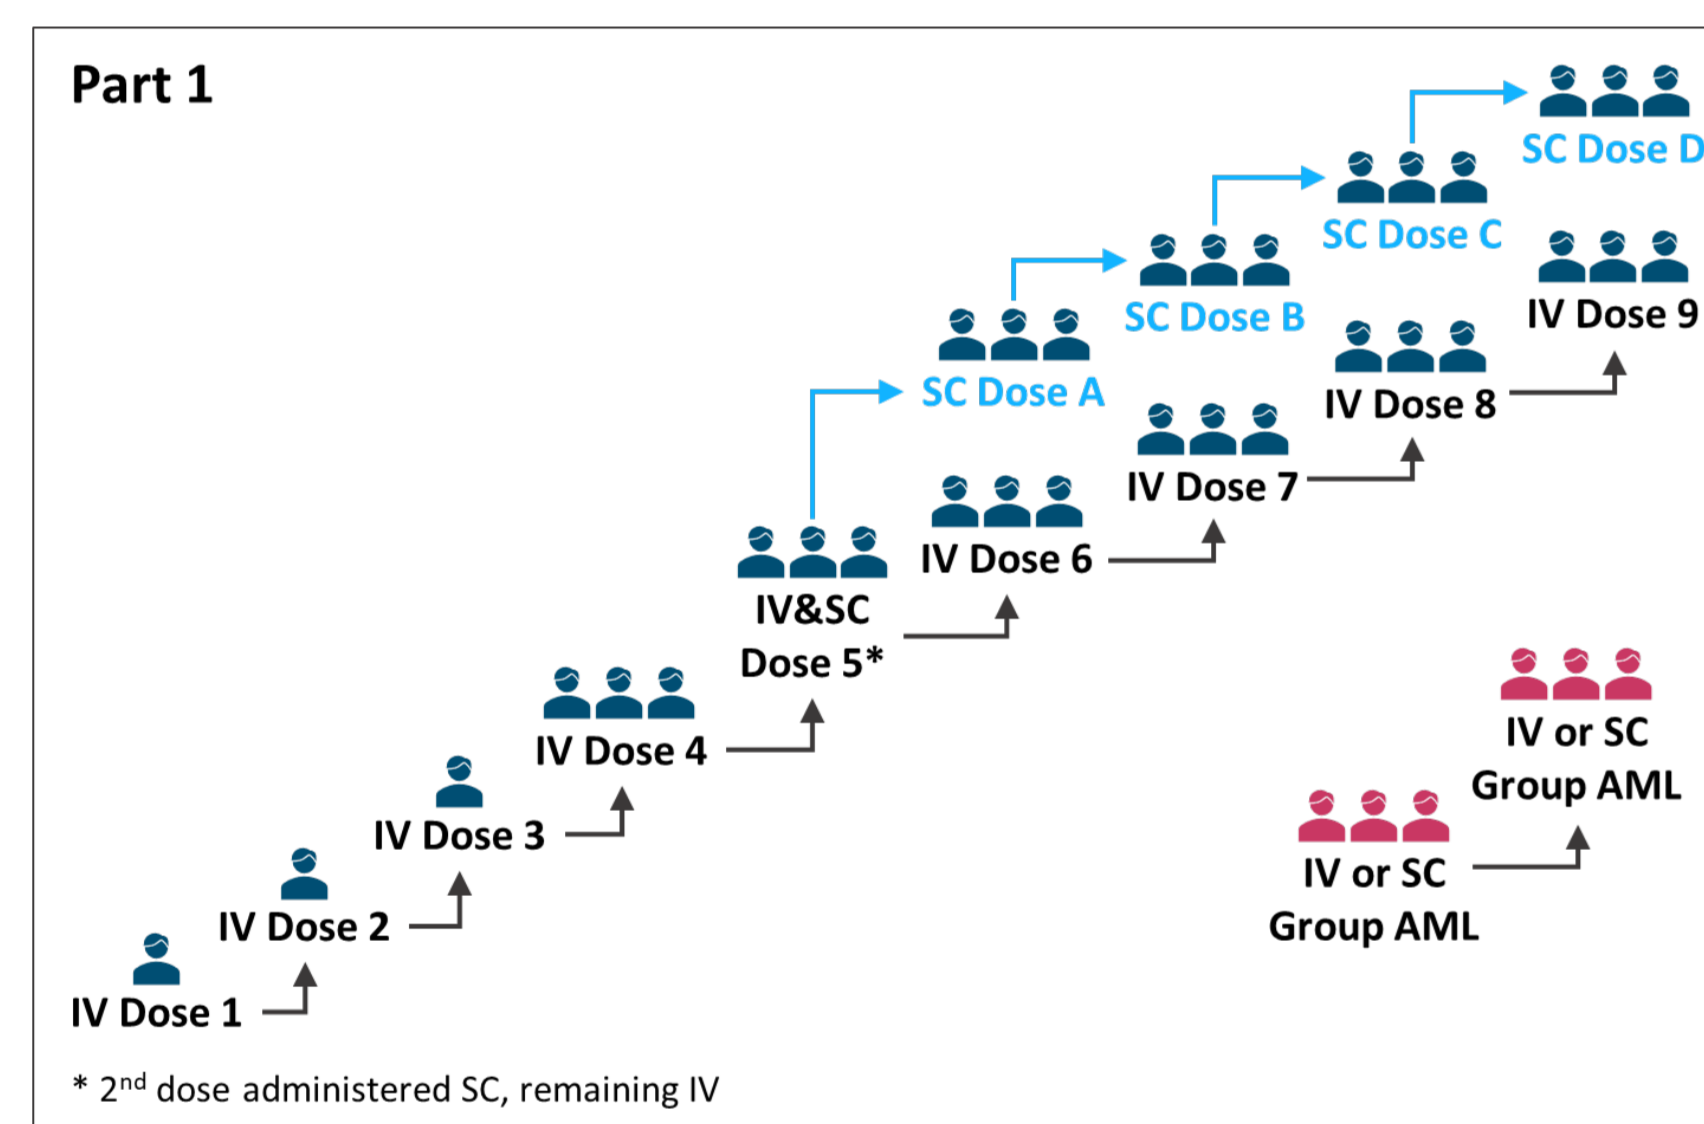 Part 1
SC Dose D
SC Dose C
IV Dose 9
SC Dose B
SC Dose A
IV Dose 8
IV Dose 7
IV Dose 6
IV&SC
Dose 5*
IV Dose 4
IV or SC
Group AML
IV Dose 3
IV or SC
Group AML
IV Dose 2
IV Dose 1
* 2nd dose administered SC, remaining IV